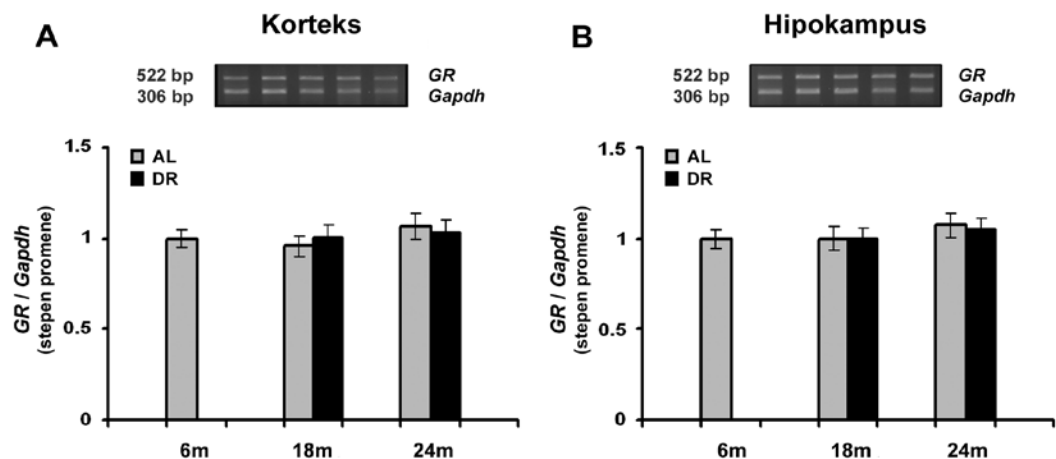 A
Korteks
522 bp
GR
306 bp
Gapdh
1.5
AL
DR
1
0.5
0
GR / Gapdh
(stepen promene)
6m
18m
24m
B
Hipokampus
522 bp
GR
306 bp
Gapdh
1.5
AL
DR
1
0.5
0
GR / Gapdh
(stepen promene)
6m
18m
24m